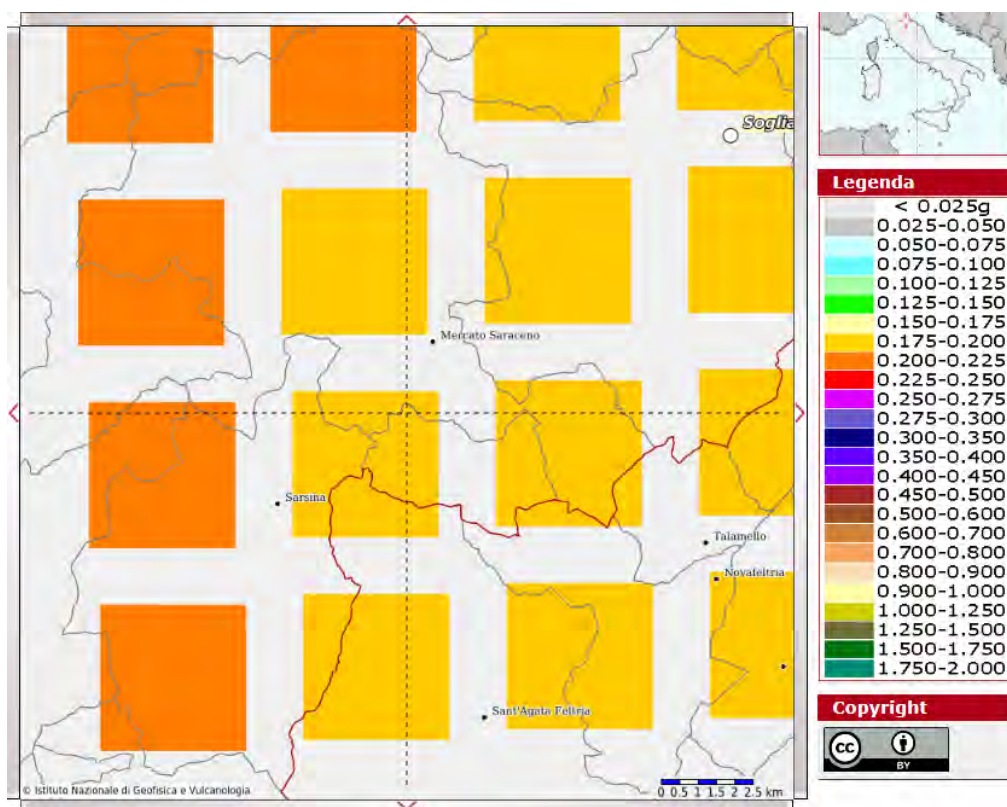 Soglia
Mercato Saraceno
Sarsina
Talamello
Novafeltria
Sant'Agata Feltria
© Istituto Nazionale di Geofisica e Vulcanologia
0 0.5 1 1.5 2 2.5 km
Legenda
< 0.025g
0.025-0.050
0.050-0.075
0.075-0.100
0.100-0.125
0.125-0.150
0.150-0.175
0.175-0.200
0.200-0.225
0.225-0.250
0.250-0.275
0.275-0.300
0.300-0.350
0.350-0.400
0.400-0.450
0.450-0.500
0.500-0.600
0.600-0.700
0.700-0.800
0.800-0.900
0.900-1.000
1.000-1.250
1.250-1.500
1.500-1.750
1.750-2.000
Copyright
cc
BY